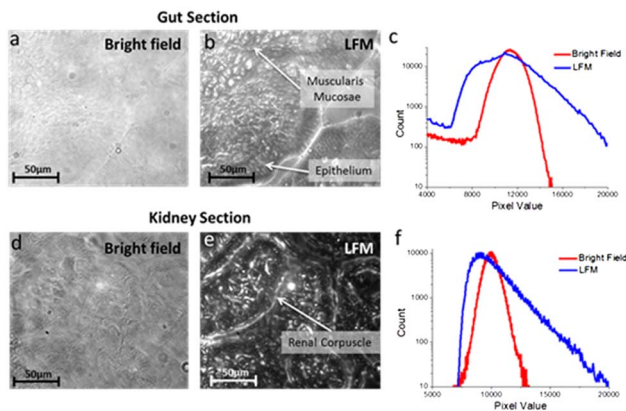 Gut Section
a
Bright field
50µm
b
LFM
Muscularis
Mucosae
Epithelium
50µm
c
Bright Field
LFM
10000
1000
100
10
Count
4000 8000 12000 16000 20000
Pixel Value
Kidney Section
d
Bright field
50µm
e
LFM
Renal Corpuscle
50µm
f
Bright Field
LFM
10000
1000
100
10
Count
5000 10000 15000 20000
Pixel Value